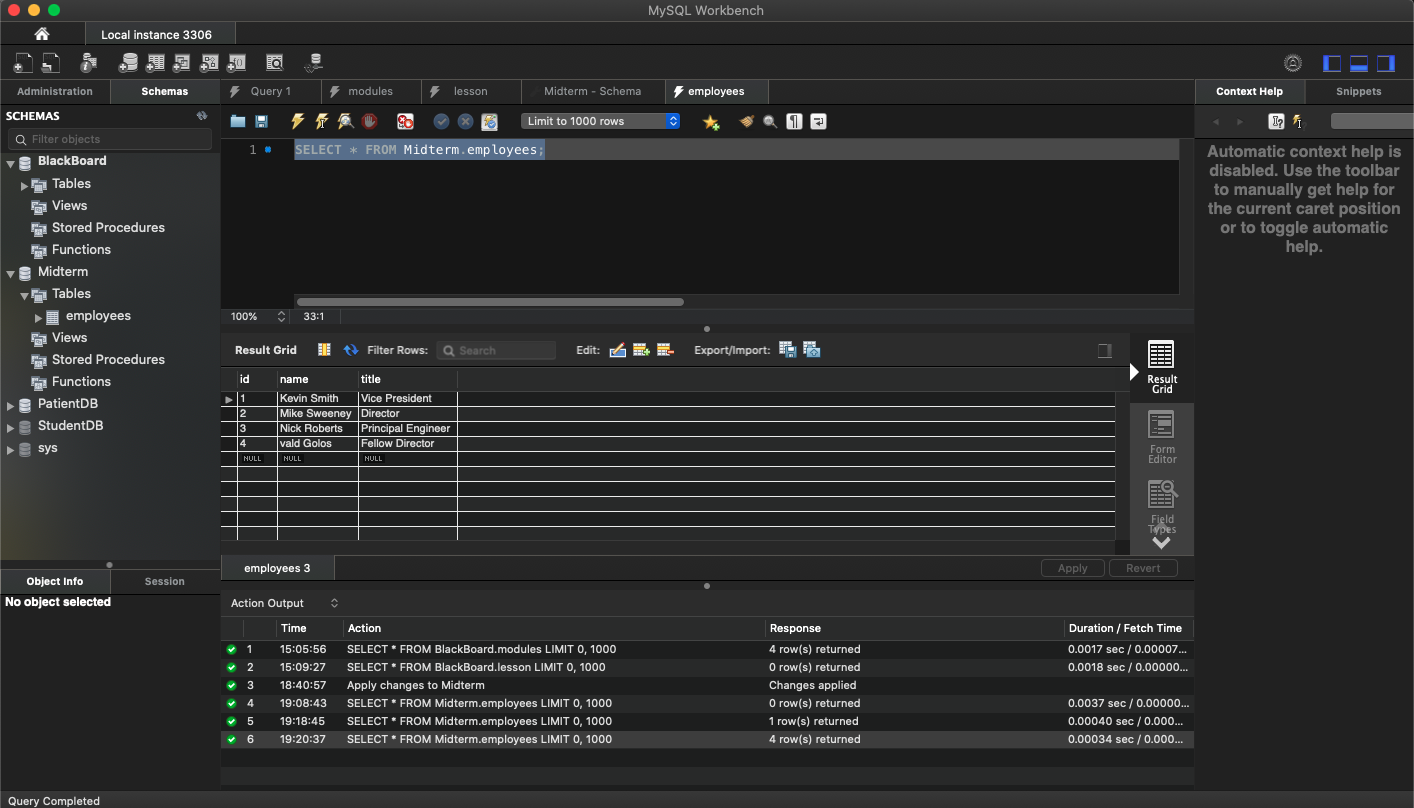 MySQL Workbench
Local instance 3306
Administration Schemas
Query 1 modules lesson Midterm - Schema employees
Context Help Snippets
SCHEMAS
Filter objects
BlackBoard
Tables
Views
Stored Procedures
Functions
Midterm
Tables
employees
Views
Stored Procedures
Functions
PatientDB
StudentDB
sys
Object Info Session
No object selected
Limit to 1000 rows
1 SELECT * FROM Midterm.employees;
100% 33:1
Result Grid Filter Rows: Search Edit: Export/Import:
id name title
1 Kevin Smith Vice President
2 Mike Sweeney Director
3 Nick Roberts Principal Engineer
4 vald Golos Fellow Director
NULL NULL NULL
Result
Grid
Form
Editor
Field
Types
employees 3 Apply Revert
Action Output
Time Action Response Duration / Fetch Time
1 15:05:56 SELECT * FROM BlackBoard.modules LIMIT 0, 1000 4 row(s) returned 0.0017 sec / 0.00007...
2 15:09:27 SELECT * FROM BlackBoard.lesson LIMIT 0, 1000 0 row(s) returned 0.0018 sec / 0.00000...
3 18:40:57 Apply changes to Midterm Changes applied
4 19:08:43 SELECT * FROM Midterm.employees LIMIT 0, 1000 0 row(s) returned 0.0037 sec / 0.00000...
5 19:18:45 SELECT * FROM Midterm.employees LIMIT 0, 1000 1 row(s) returned 0.00040 sec / 0.000...
6 19:20:37 SELECT * FROM Midterm.employees LIMIT 0, 1000 4 row(s) returned 0.00034 sec / 0.000...
Automatic context help is
disabled. Use the toolbar
to manually get help for
the current caret position
or to toggle automatic
help.
Query Completed